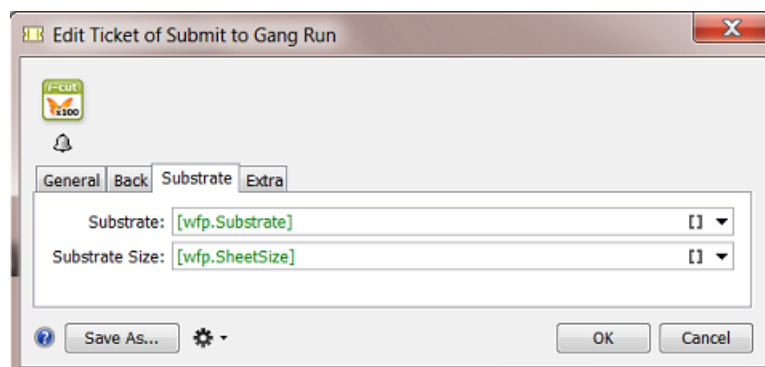 Edit Ticket of Submit to Gang Run
i-cut
x100
General Back Substrate Extra
Substrate: [wfp.Substrate] []
Substrate Size: [wfp.SheetSize] []
? Save As... OK Cancel